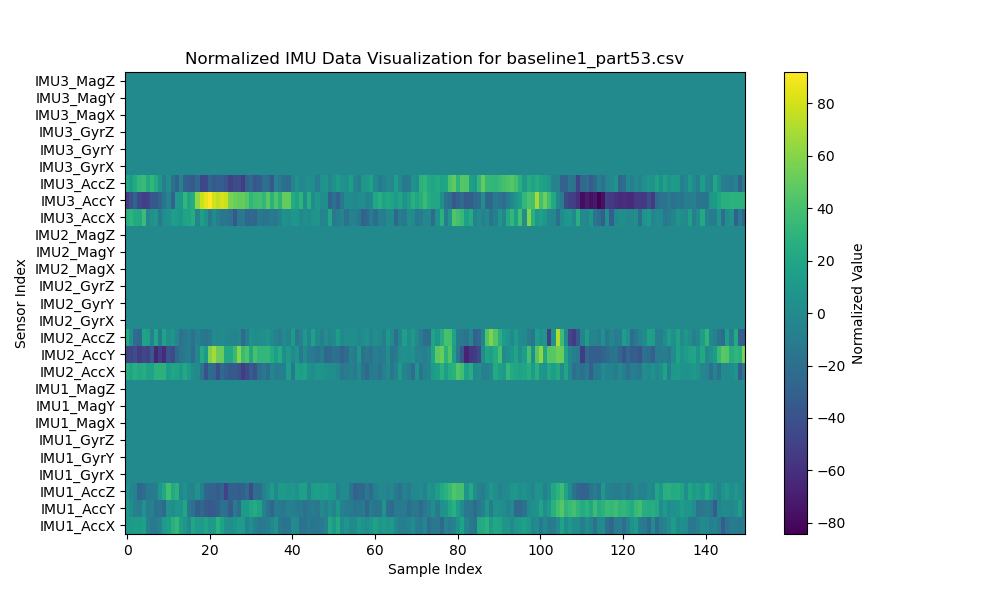 Normalized IMU Data Visualization for baseline1_part53.csv
IMU3_MagZ
IMU3_MagY
IMU3_MagX
IMU3_GyrZ
IMU3_GyrY
IMU3_GyrX
IMU3_AccZ
IMU3_AccY
IMU3_AccX
IMU2_MagZ
IMU2_MagY
IMU2_MagX
IMU2_GyrZ
IMU2_GyrY
IMU2_GyrX
IMU2_AccZ
IMU2_AccY
IMU2_AccX
IMU1_MagZ
IMU1_MagY
IMU1_MagX
IMU1_GyrZ
IMU1_GyrY
IMU1_GyrX
IMU1_AccZ
IMU1_AccY
IMU1_AccX
Sensor Index
0 20 40 60 80 100 120 140
Sample Index
80
60
40
20
0
−20
−40
−60
−80
Normalized Value